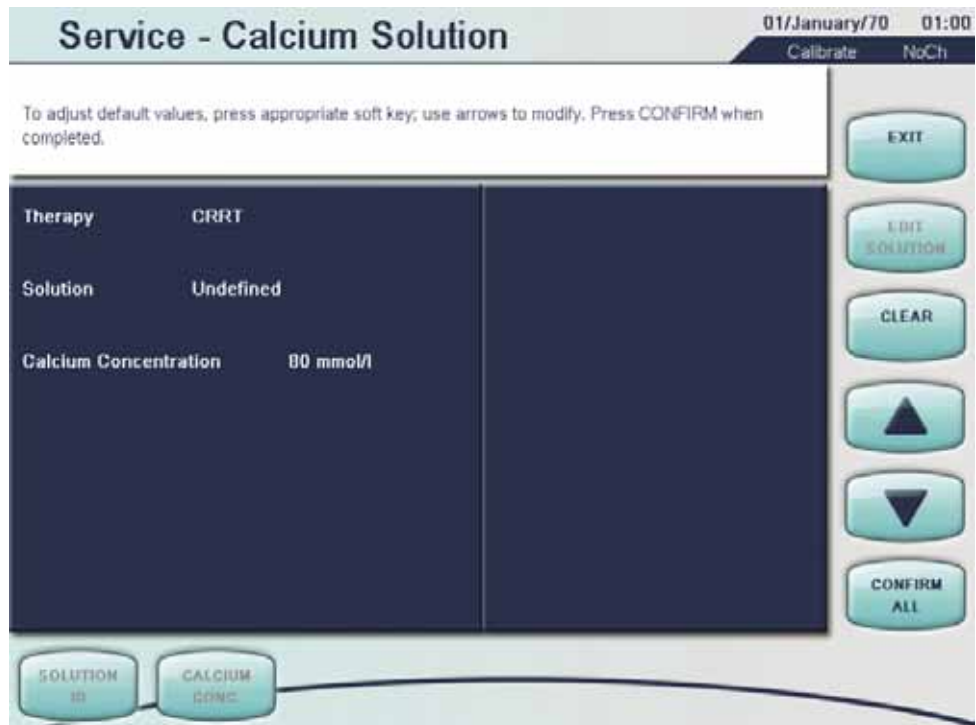 Service - Calcium Solution
01/January/70 01:00
Calibrate NoCh
To adjust default values, press appropriate soft key; use arrows to modify. Press CONFIRM when
completed.
EXIT
Therapy CRRT
EDIT
SOLUTION
Solution Undefined
CLEAR
Calcium Concentration 80 mmol/l
CONFIRM
ALL
SOLUTION
ID
CALCIUM
CONC.